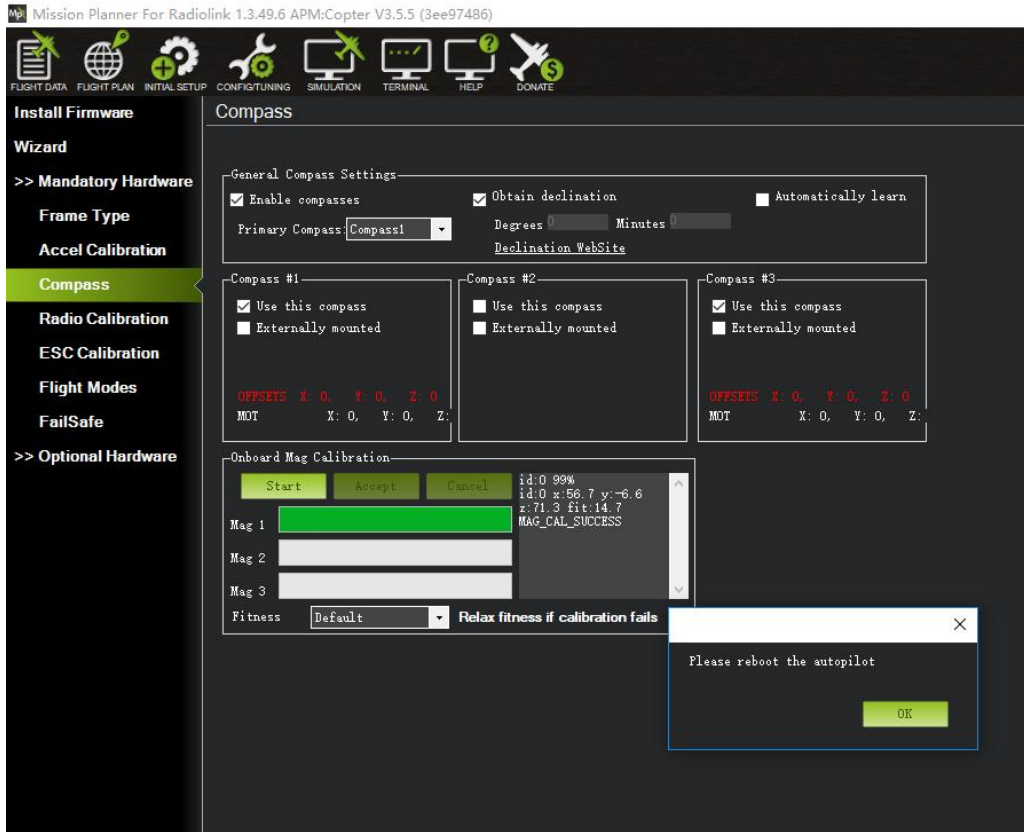 Mission Planner For Radiolink 1.3.49.6 APM:Copter V3.5.5 (3ee97486)
FLIGHT DATA FLIGHT PLAN INITIAL SETUP CONFIG/TUNING SIMULATION TERMINAL HELP DONATE
Install Firmware
Wizard
>> Mandatory Hardware
Frame Type
Accel Calibration
Compass
Radio Calibration
ESC Calibration
Flight Modes
FailSafe
>> Optional Hardware
Compass
General Compass Settings
Enable compasses Obtain declination Automatically learn
Primary Compass: Compass1 Degrees 0 Minutes 0
Declination WebSite
Compass #1
Use this compass
Externally mounted
OFFSETS X: 0, Y: 0, Z: 0
MOT X: 0, Y: 0, Z:
Compass #2
Use this compass
Externally mounted
Compass #3
Use this compass
Externally mounted
OFFSETS X: 0, Y: 0, Z: 0
MOT X: 0, Y: 0, Z:
Onboard Mag Calibration
Start Accept Cancel
Mag 1
Mag 2
Mag 3
id:0 99%
id:0 x:56.7 y:-6.6
z:71.3 fit:14.7
MAG_CAL_SUCCESS
Fitness Default Relax fitness if calibration fails
Please reboot the autopilot
OK